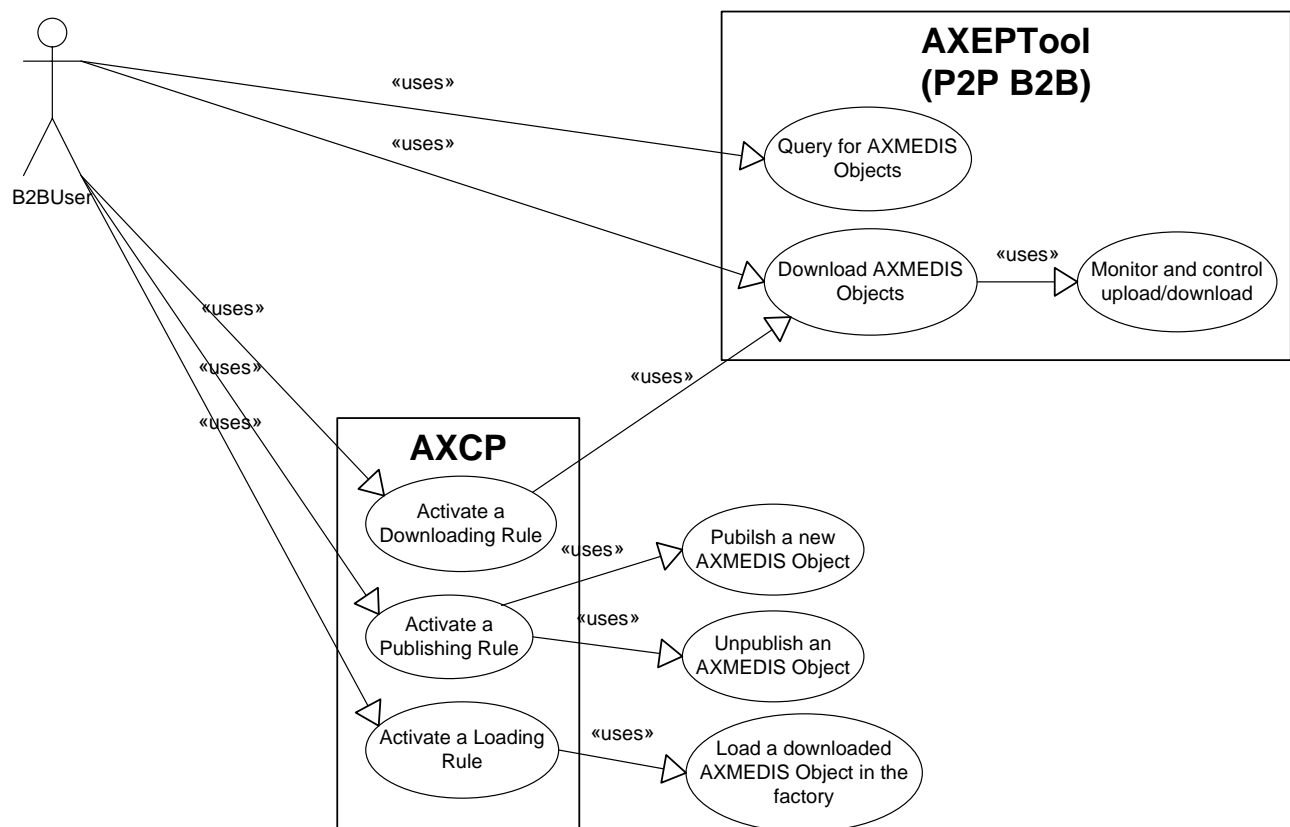 AXEPTool
(P2P B2B)
«uses»
Query for AXMEDIS
Objects
«uses»
B2BUser
Download AXMEDIS
Objects
«uses»
Monitor and control
upload/download
«uses»
«uses»
«uses»
«uses»
AXCP
Activate a
Downloading Rule
«uses»
Pubilsh a new
AXMEDIS Object
Activate a
Publishing Rule
«uses»
Unpublish an
AXMEDIS Object
Activate a Loading
Rule
«uses»
Load a downloaded
AXMEDIS Object in the
factory